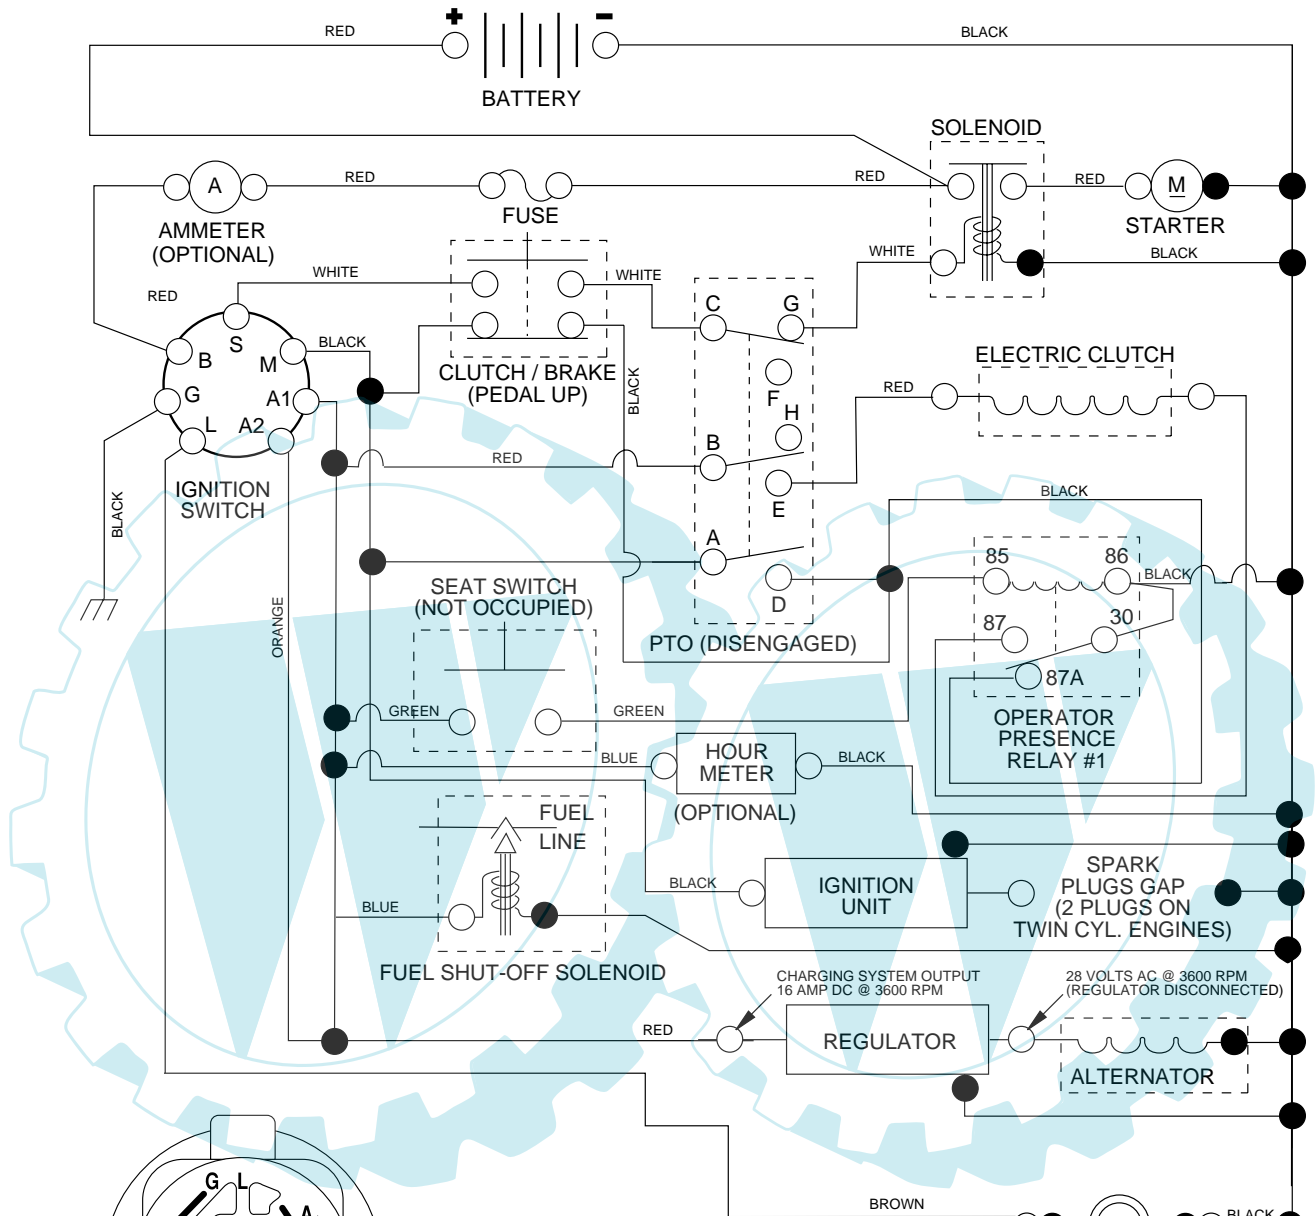 + -
RED
BLACK
BATTERY
SOLENOID
A
RED
RED
RED
M
AMMETER
(OPTIONAL)
FUSE
STARTER
WHITE
WHITE
WHITE
BLACK
RED
S
B
M
BLACK
C
G
G
A1
CLUTCH / BRAKE
(PEDAL UP)
BLACK
ELECTRIC CLUTCH
F
RED
L
A2
H
B
RED
IGNITION
SWITCH
E
BLACK
BLACK
A
85
86
BLACK
SEAT SWITCH
(NOT OCCUPIED)
D
ORANGE
87
30
PTO (DISENGAGED)
87A
GREEN
GREEN
OPERATOR
PRESENCE
RELAY #1
BLUE
HOUR
METER
BLACK
(OPTIONAL)
FUEL
LINE
SPARK
PLUGS GAP
(2 PLUGS ON
TWIN CYL. ENGINES)
BLACK
IGNITION
UNIT
BLUE
FUEL SHUT-OFF SOLENOID
CHARGING SYSTEM OUTPUT
16 AMP DC @ 3600 RPM
28 VOLTS AC @ 3600 RPM
(REGULATOR DISCONNECTED)
RED
REGULATOR
ALTERNATOR
G L
A
BROWN
BLACK